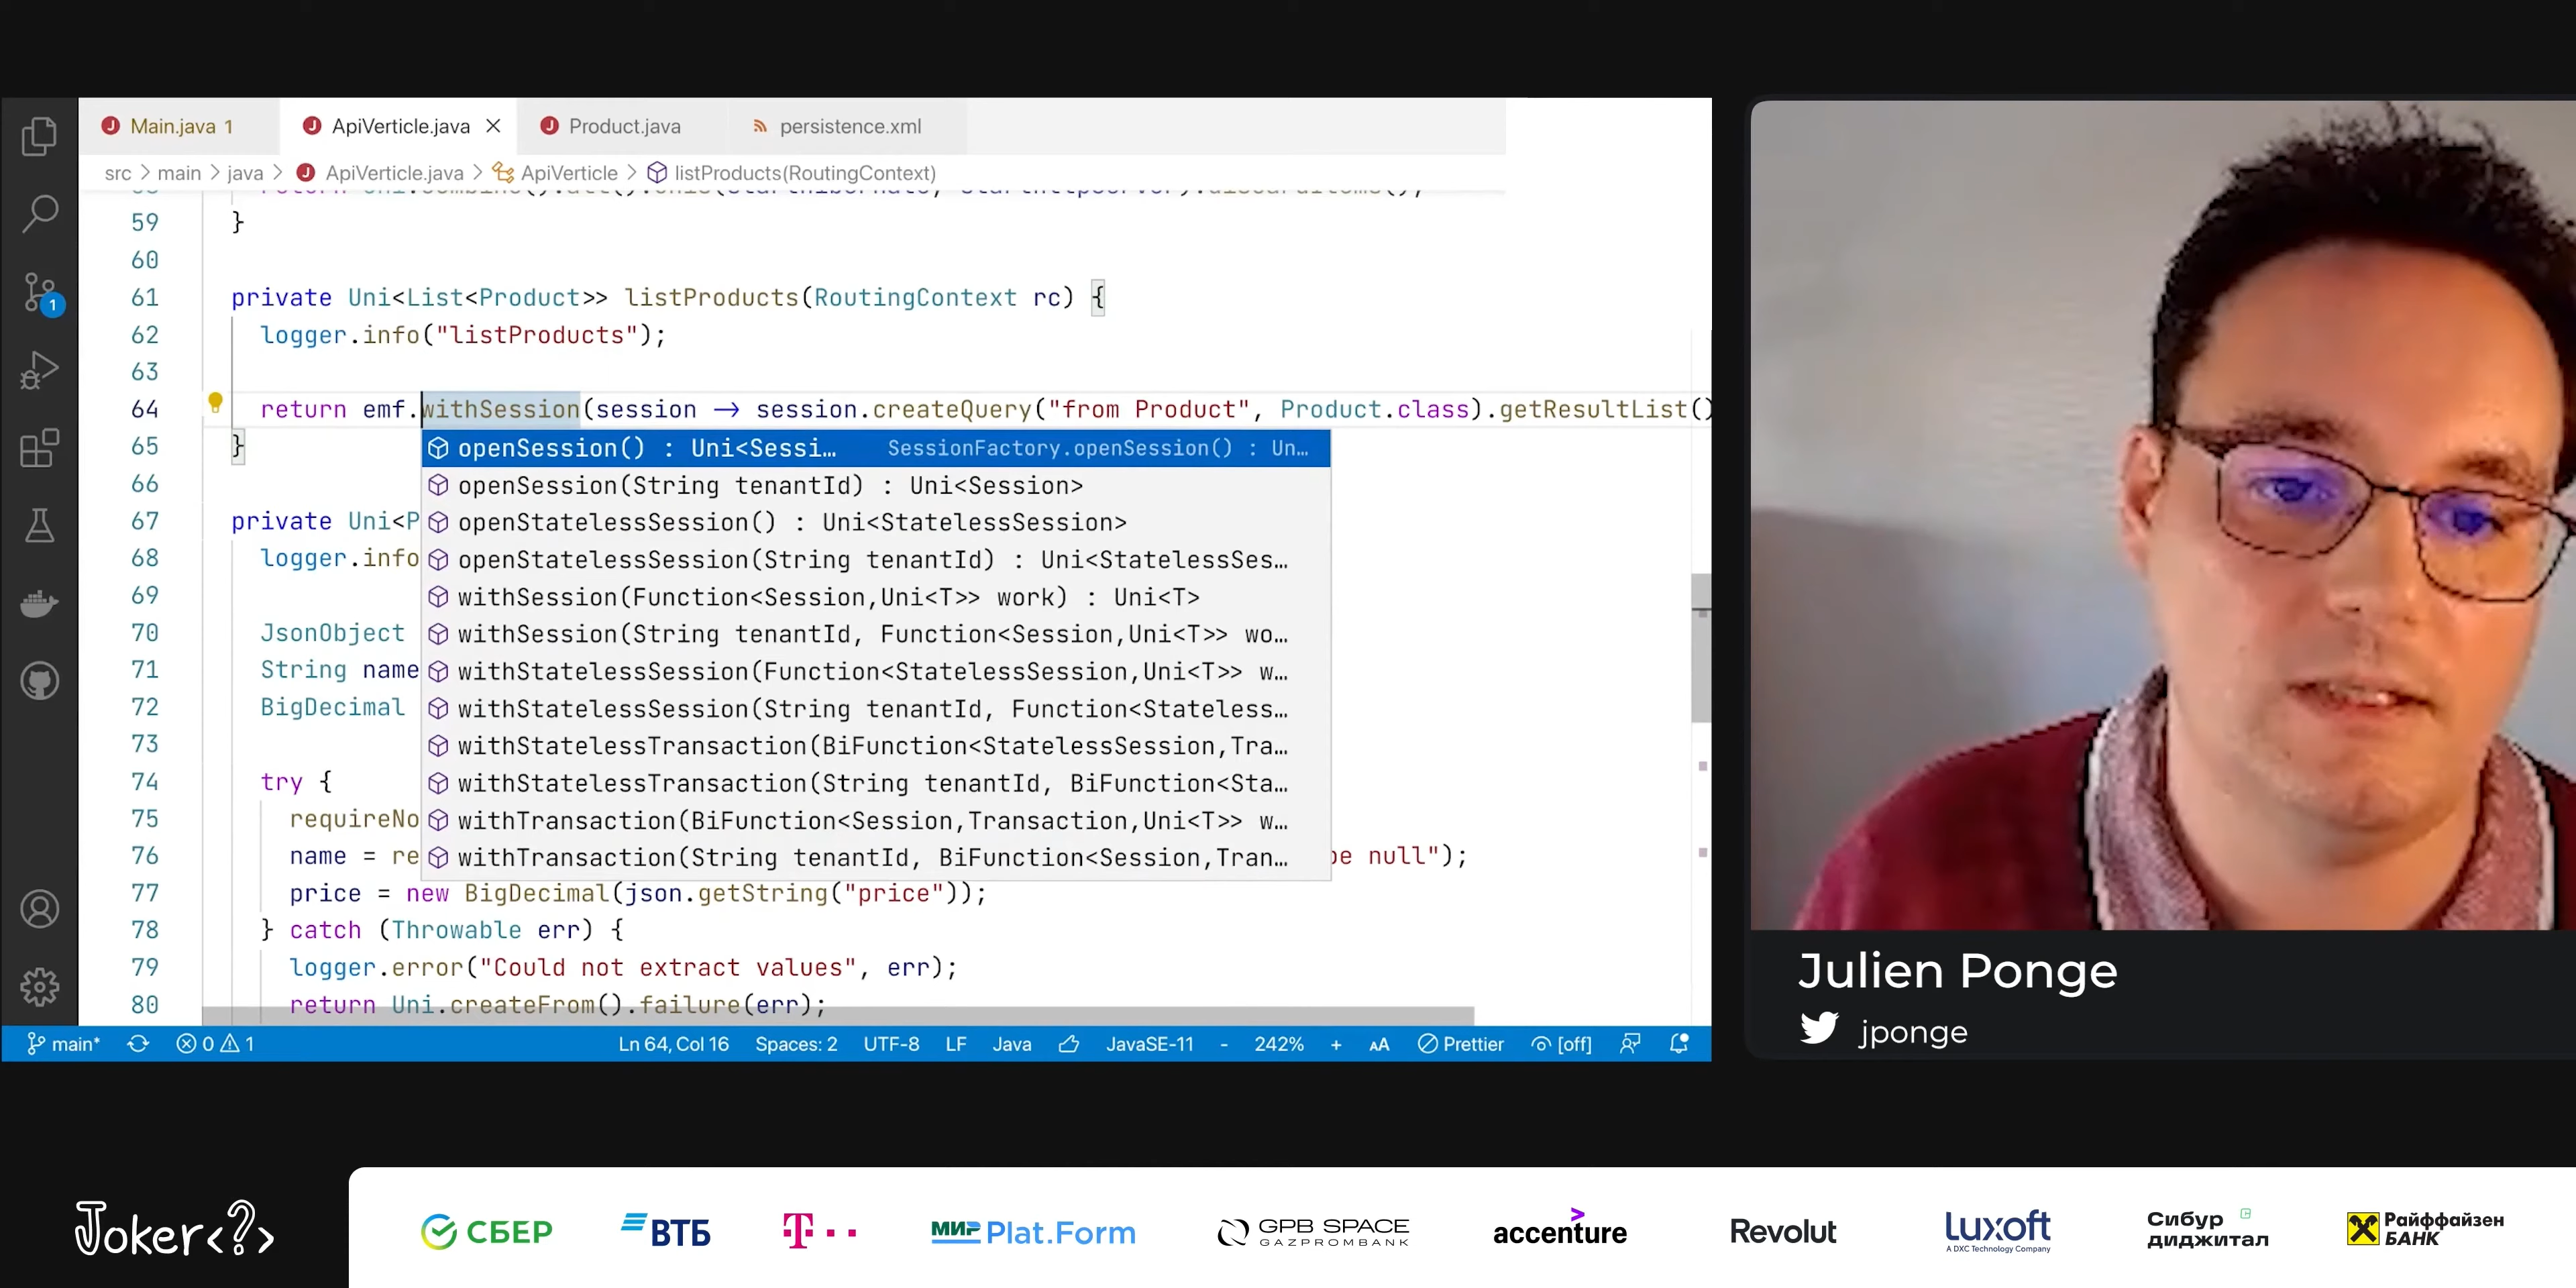 Main.java 1
ApiVerticle.java
Product.java
persistence.xml
src > main > java > ApiVerticle.java > ApiVerticle > listProducts(RoutingContext)
59 }
60
61 private Uni<List<Product>> listProducts(RoutingContext rc) {
62 logger.info("listProducts");
63
64 return emf.withSession(session → session.createQuery("from Product", Product.class).getResultList()
65 }
openSession() : Uni<Sessi… SessionFactory.openSession() : Un…
66
openSession(String tenantId) : Uni<Session>
67 private Uni<P
openStatelessSession() : Uni<StatelessSession>
68 logger.info
openStatelessSession(String tenantId) : Uni<StatelessSes…
69
withSession(Function<Session,Uni<T>> work) : Uni<T>
70 JsonObject
withSession(String tenantId, Function<Session,Uni<T>> wo…
71 String name
withStatelessSession(Function<StatelessSession,Uni<T>> w…
72 BigDecimal
withStatelessSession(String tenantId, Function<Stateless…
73
withStatelessTransaction(BiFunction<StatelessSession,Tra…
74 try {
withStatelessTransaction(String tenantId, BiFunction<Sta…
75 requireNo
withTransaction(BiFunction<Session,Transaction,Uni<T>> w…
76 name = re
withTransaction(String tenantId, BiFunction<Session,Tran…
be null");
77 price = new BigDecimal(json.getString("price"));
78 } catch (Throwable err) {
79 logger.error("Could not extract values", err);
80 return Uni.createFrom().failure(err);
1
main* 0 1 Ln 64, Col 16 Spaces: 2 UTF-8 LF Java JavaSE-11 - 242% + AA Prettier [off]
Julien Ponge
jponge
Joker<?>
СБЕР
ВТБ
T
МИР Plat.Form
GPB SPACE
GAZPROMBANK
accenture
Revolut
Luxoft
A DXC Technology Company
Сибур
диджитал
Райффайзен
БАНК